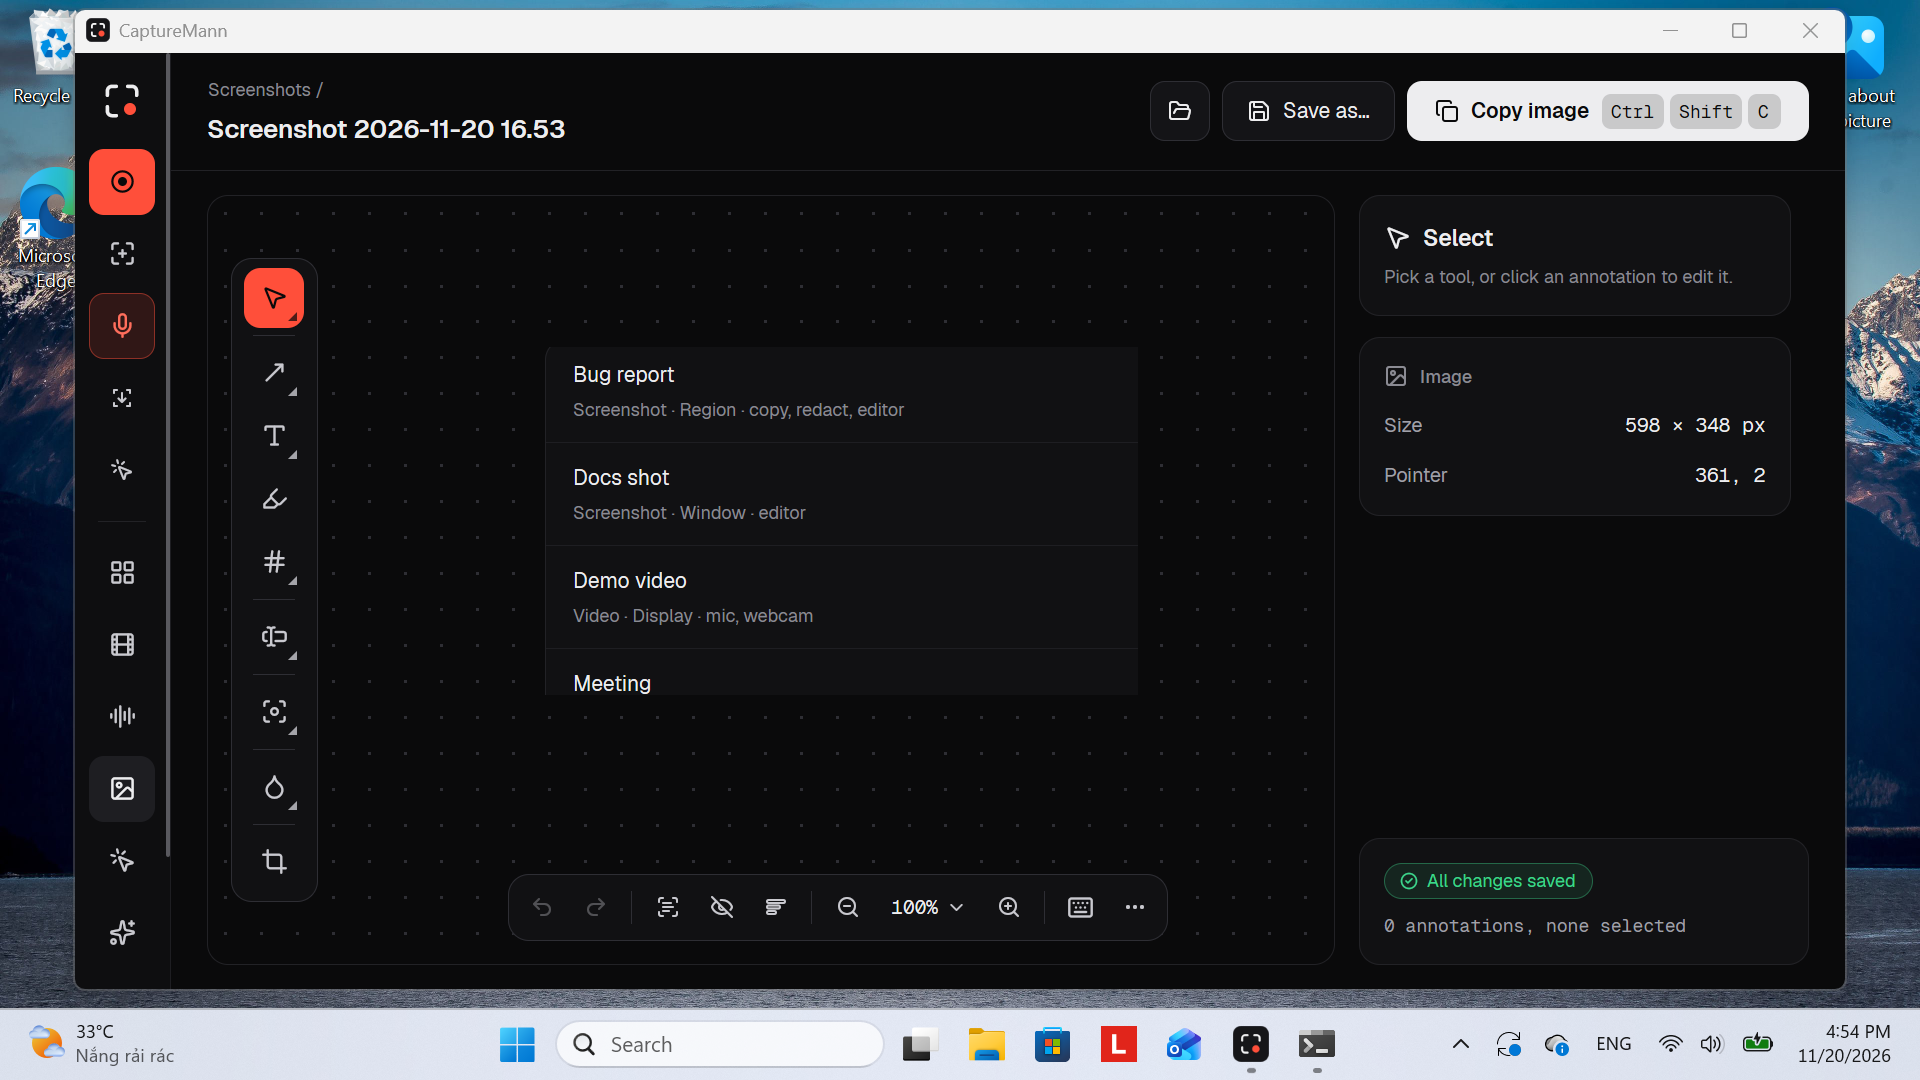 CaptureMann
Recycle
Micros
Edge
about
icture
Screenshots /
Screenshot 2026-11-20 16.53
Save as...
Copy image Ctrl Shift C
Select
Pick a tool, or click an annotation to edit it.
Image
Size 598 × 348 px
Pointer 361, 2
Bug report
Screenshot · Region · copy, redact, editor
Docs shot
Screenshot · Window · editor
Demo video
Video · Display · mic, webcam
Meeting
100%
All changes saved
0 annotations, none selected
33°C
Nắng rải rác
Search
L
ENG
4:54 PM
11/20/2026